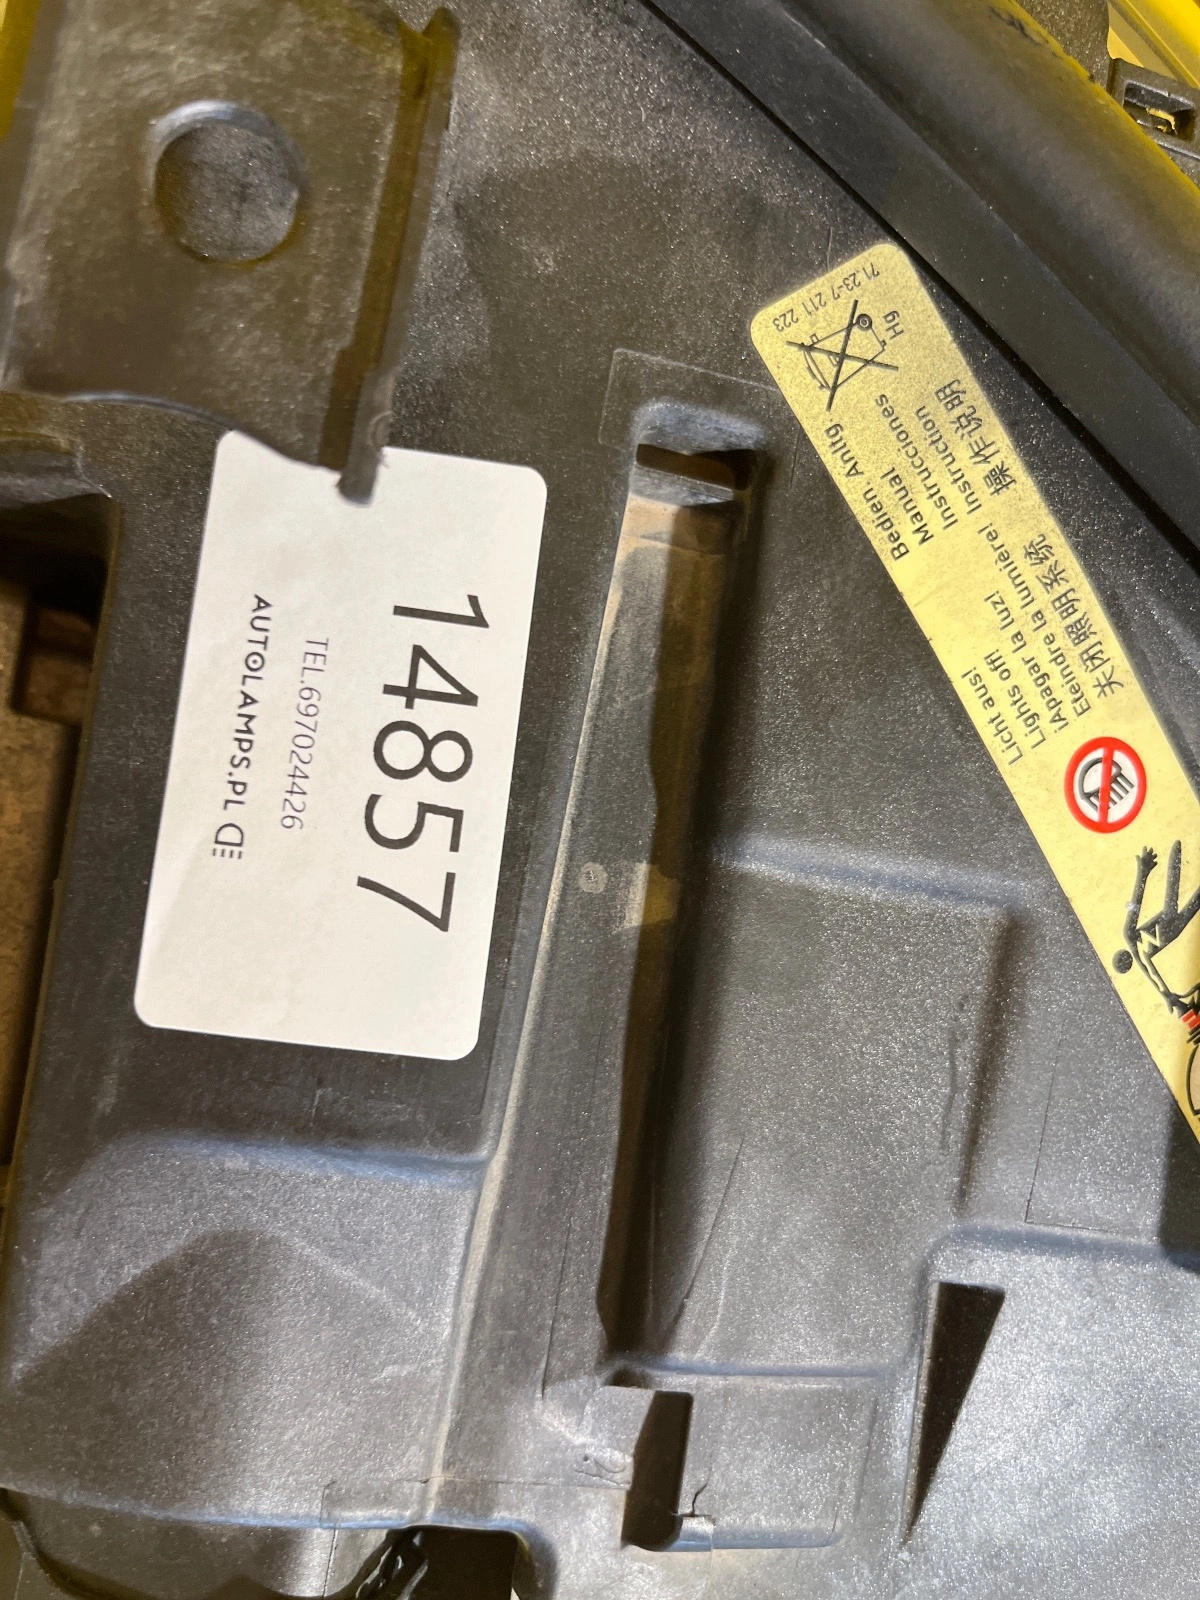 14857
TEL.697024426
AUTOLAMPS.PL
71.23-7 211 223
Hg
Bedien. Anltg.
Manual
Instrucciones
Instruction
操作说明
Licht aus!
Lights off!
¡Apagar la luz!
Eteindre la lumière!
关闭照明系统